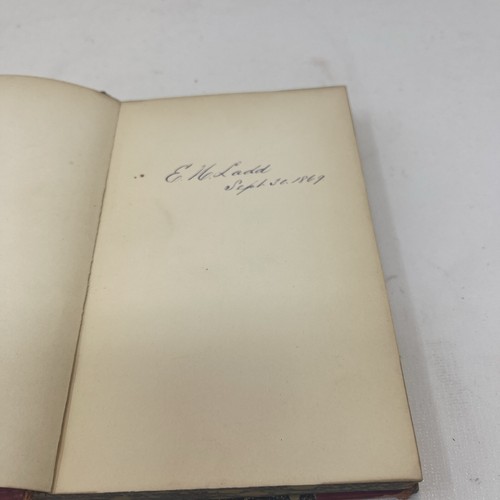 E. H. Ladd
Sept 30. 1869